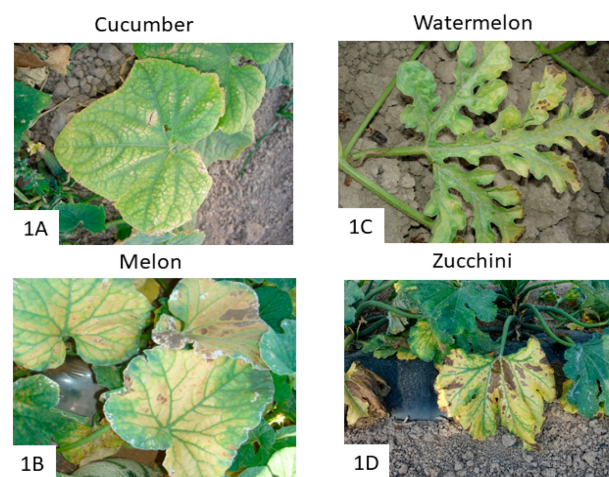 Cucumber
Watermelon
1A
1C
Melon
Zucchini
1B
1D